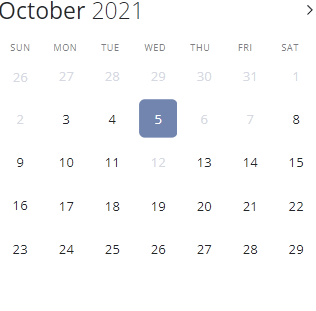 October 2021
SUN MON TUE WED THU FRI SAT
26 27 28 29 30 31 1
2 3 4 5 6 7 8
9 10 11 12 13 14 15
16 17 18 19 20 21 22
23 24 25 26 27 28 29